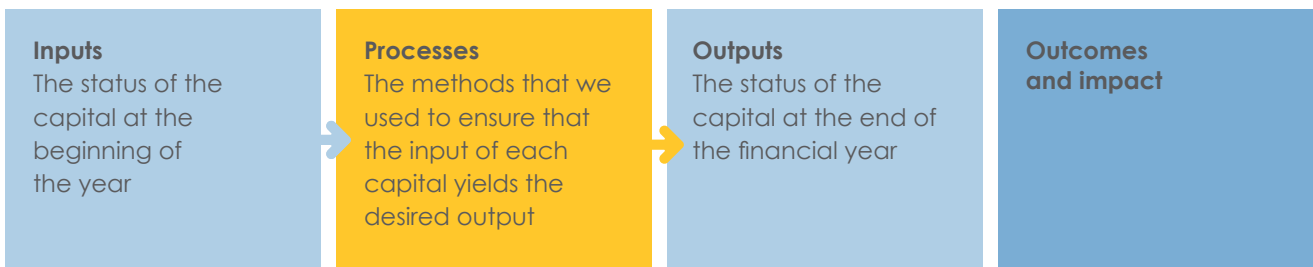 Inputs
The status of the
capital at the
beginning of
the year
Processes
The methods that we
used to ensure that
the input of each
capital yields the
desired output
Outputs
The status of the
capital at the end of
the financial year
Outcomes
and impact